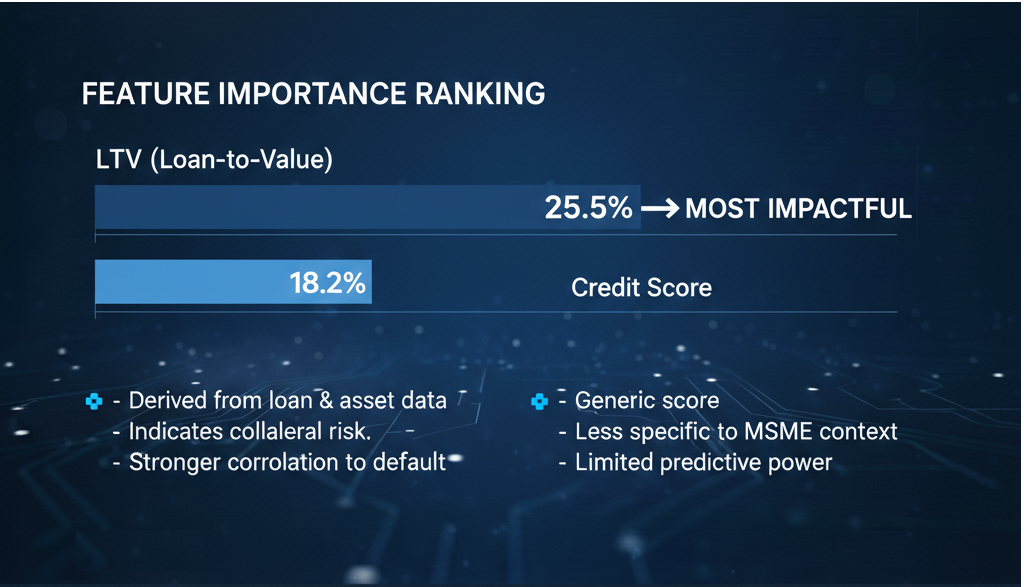 FEATURE IMPORTANCE RANKING
LTV (Loan-to-Value)
25.5% → MOST IMPACTFUL
18.2%
Credit Score
- Derived from loan & asset data
- Indicates collaleral risk.
- Stronger corrolation to default
- Generic score
- Less specific to MSME context
- Limited predictive power